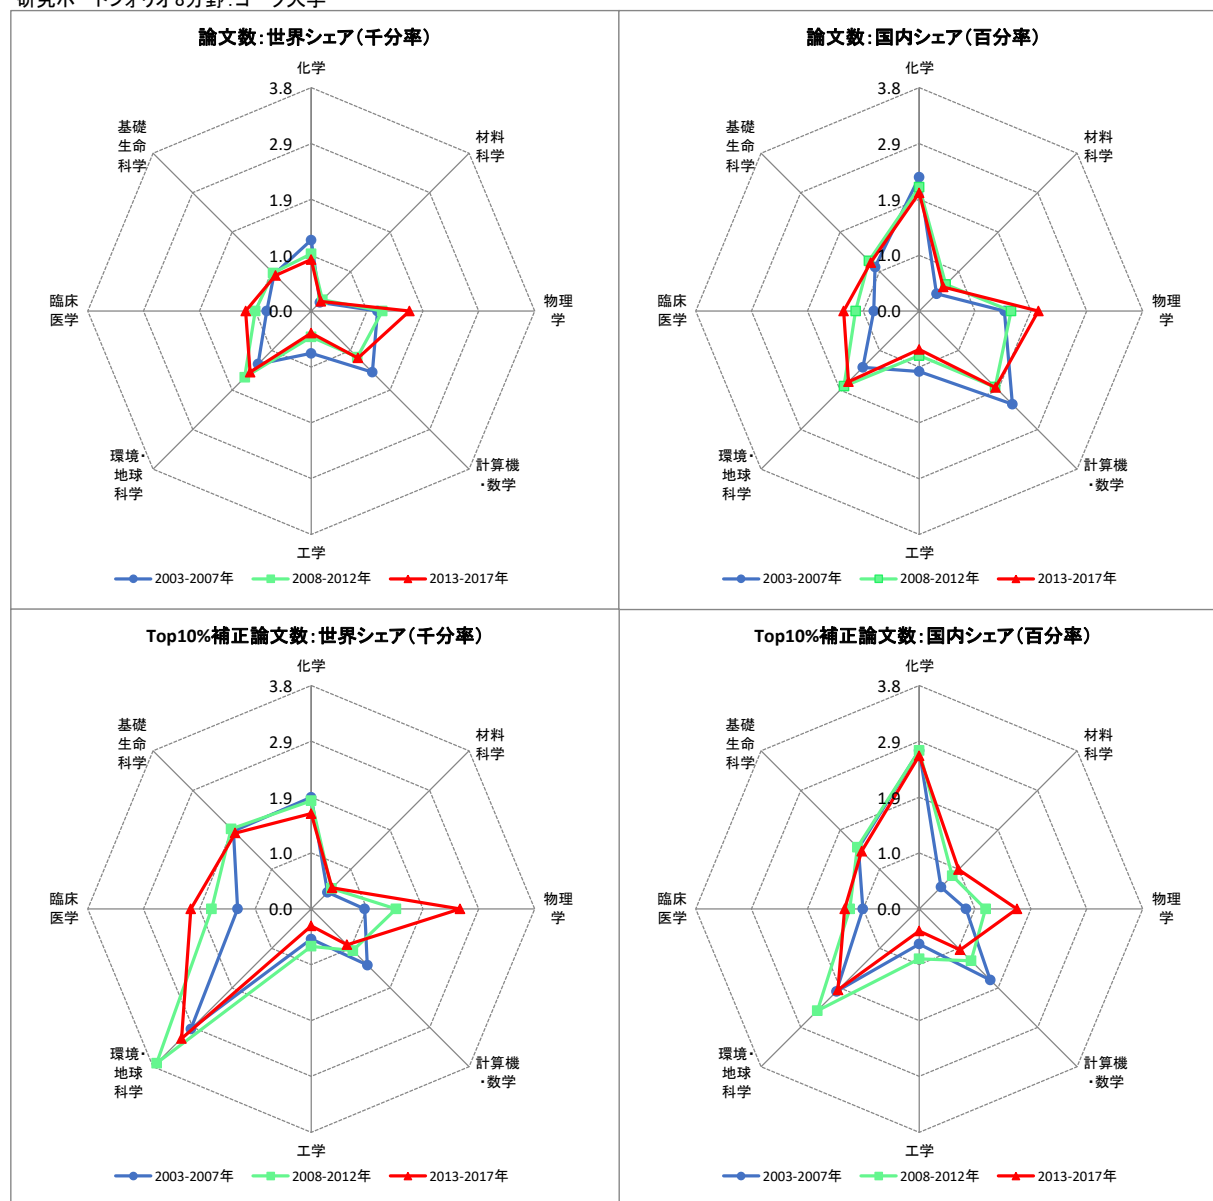 論文数：世界シェア（千分率）
化学
3.8
2.9
1.9
1.0
0.0
材料
科学
物理
学
計算機
・数学
工学
環境・
地球
科学
臨床
医学
基礎
生命
科学
2003-2007年
2008-2012年
2013-2017年
論文数：国内シェア（百分率）
化学
3.8
2.9
1.9
1.0
0.0
材料
科学
物理
学
計算機
・数学
工学
環境・
地球
科学
臨床
医学
基礎
生命
科学
2003-2007年
2008-2012年
2013-2017年
Top10%補正論文数：世界シェア（千分率）
化学
3.8
2.9
1.9
1.0
0.0
材料
科学
物理
学
計算機
・数学
工学
環境・
地球
科学
臨床
医学
基礎
生命
科学
2003-2007年
2008-2012年
2013-2017年
Top10%補正論文数：国内シェア（百分率）
化学
3.8
2.9
1.9
1.0
0.0
材料
科学
物理
学
計算機
・数学
工学
環境・
地球
科学
臨床
医学
基礎
生命
科学
2003-2007年
2008-2012年
2013-2017年